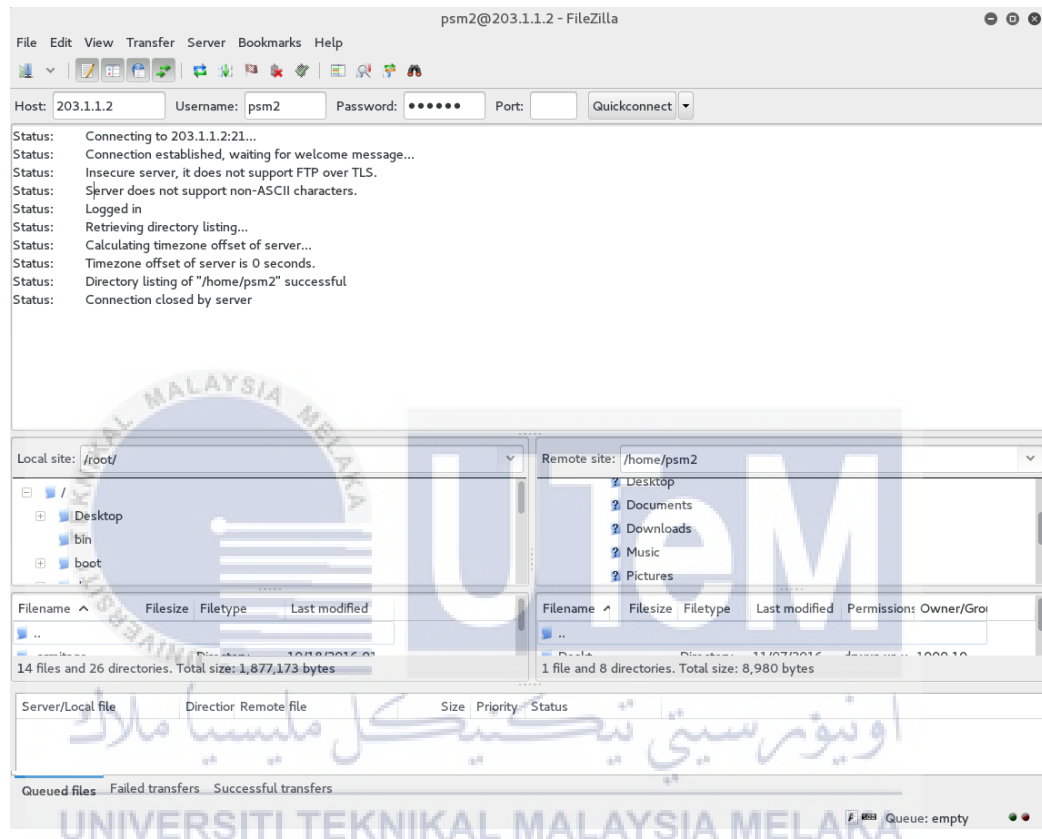 psm2@203.1.1.2 - FileZilla
File Edit View Transfer Server Bookmarks Help
Host: 203.1.1.2 Username: psm2 Password: •••••• Port: Quickconnect
Status: Connecting to 203.1.1.2:21...
Status: Connection established, waiting for welcome message...
Status: Insecure server, it does not support FTP over TLS.
Status: Server does not support non-ASCII characters.
Status: Logged in
Status: Retrieving directory listing...
Status: Calculating timezone offset of server...
Status: Timezone offset of server is 0 seconds.
Status: Directory listing of "/home/psm2" successful
Status: Connection closed by server
Local site: /root/
/
Desktop
bin
boot
Remote site: /home/psm2
Desktop
Documents
Downloads
Music
Pictures
Filename Filesize Filetype Last modified
..
14 files and 26 directories. Total size: 1,877,173 bytes
Filename Filesize Filetype Last modified Permissions Owner/Grou
..
1 file and 8 directories. Total size: 8,980 bytes
Server/Local file Direction Remote file Size Priority Status
Queued files Failed transfers Successful transfers
Queue: empty
UTeM
اونيۏرسيتي تيكنيكل مليسيا ملاك
UNIVERSITI TEKNIKAL MALAYSIA MELAKA